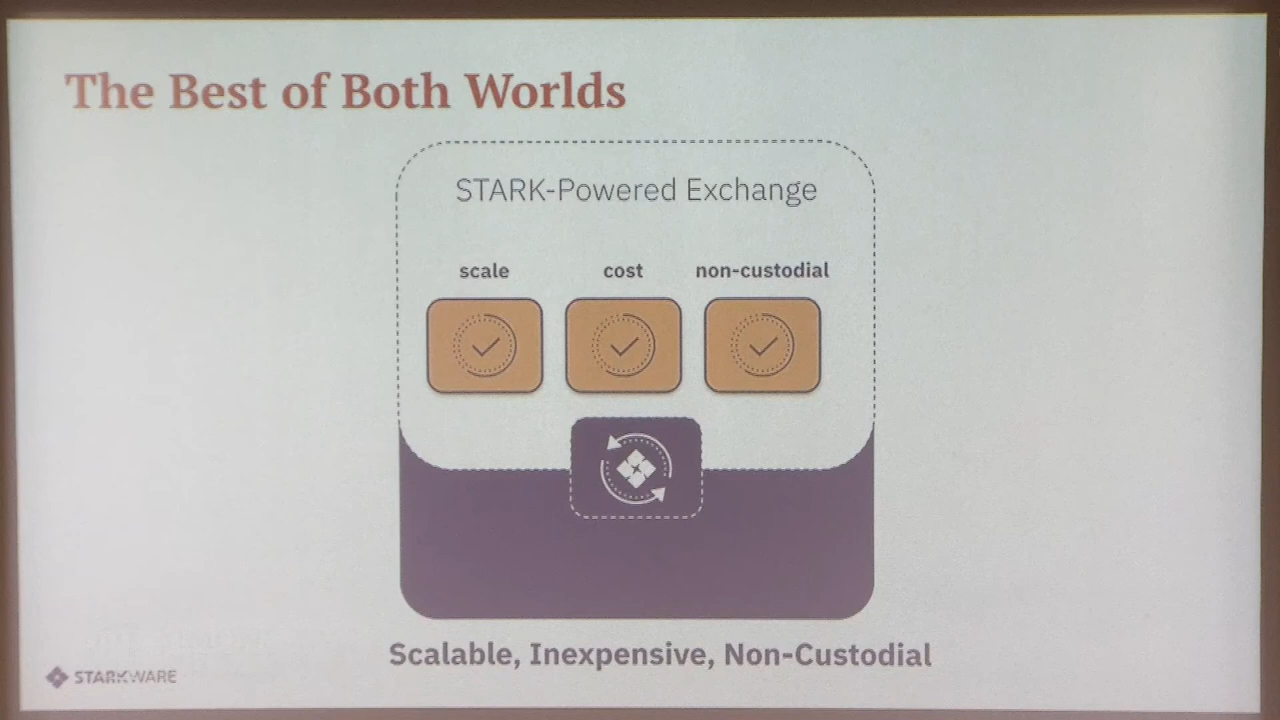 The Best of Both Worlds
STARK-Powered Exchange
scale cost non-custodial
Scalable, Inexpensive, Non-Custodial
STARKWARE